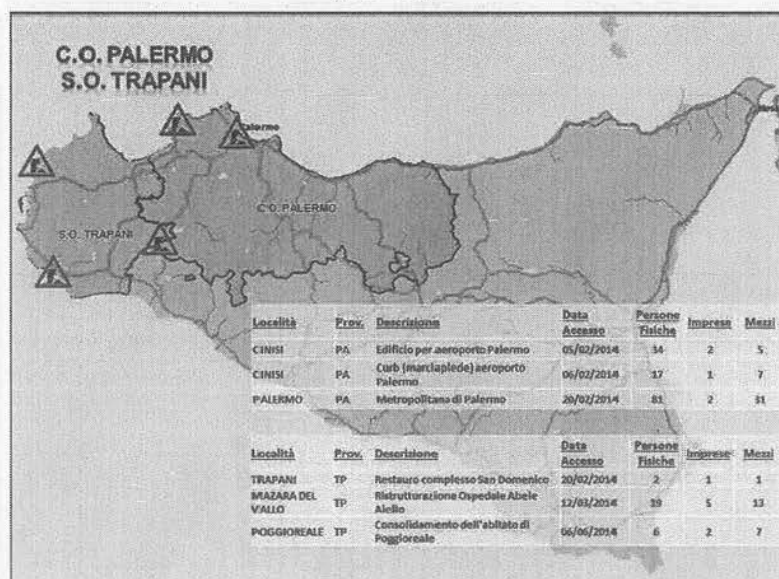 C.O. PALERMO
S.O. TRAPANI
Palermo
C.O. PALERMO
S.O. TRAPANI
Località Prov. Descrizione Data Accesso Persone Fisiche Imprese Mezzi
CINISI PA Edificio per aeroporto Palermo 05/02/2014 34 2 5
CINISI PA Curb (marciapiede) aeroporto Palermo 06/02/2014 17 1 7
PALERMO PA Metropolitana di Palermo 20/02/2014 81 2 31
Località Prov. Descrizione Data Accesso Persone Fisiche Imprese Mezzi
TRAPANI TP Restauro complesso San Domenico 20/02/2014 2 1 1
MAZARA DEL VALLO TP Ristrutturazione Ospedale Abele Aiello 12/03/2014 19 5 13
POGGIOREALE TP Consolidamento dell'abitato di Poggioreale 06/06/2014 6 2 7